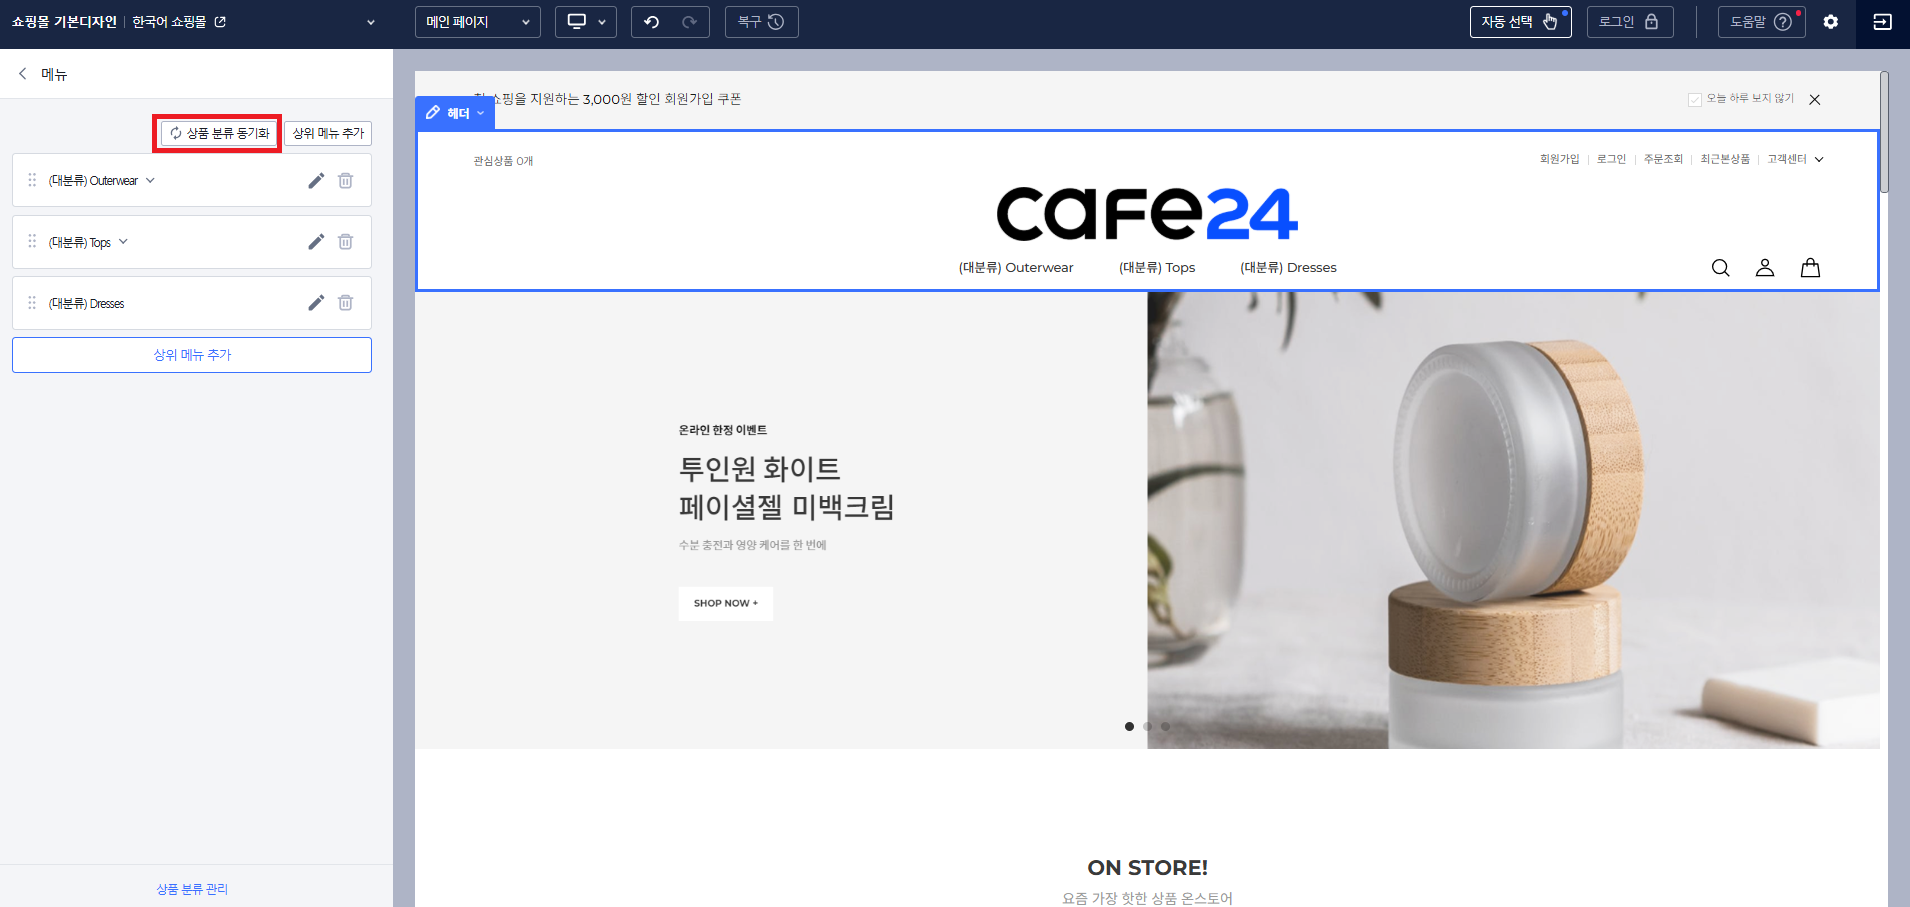 쇼핑몰 기본디자인 | 한국어 쇼핑몰
메인 페이지
복구
자동 선택
로그인
도움말
메뉴
상품 분류 동기화
상위 메뉴 추가
(대분류) Outerwear
(대분류) Tops
(대분류) Dresses
상위 메뉴 추가
상품 분류 관리
쇼핑을 지원하는 3,000원 할인 회원가입 쿠폰
오늘 하루 보지 않기
헤더
관심상품 0개
회원가입 | 로그인 | 주문조회 | 최근본상품 | 고객센터
cafe24
(대분류) Outerwear (대분류) Tops (대분류) Dresses
온라인 한정 이벤트
투인원 화이트
페이셜젤 미백크림
수분 충전과 영양 케어를 한 번에
SHOP NOW +
ON STORE!
요즘 가장 핫한 상품 온스토어